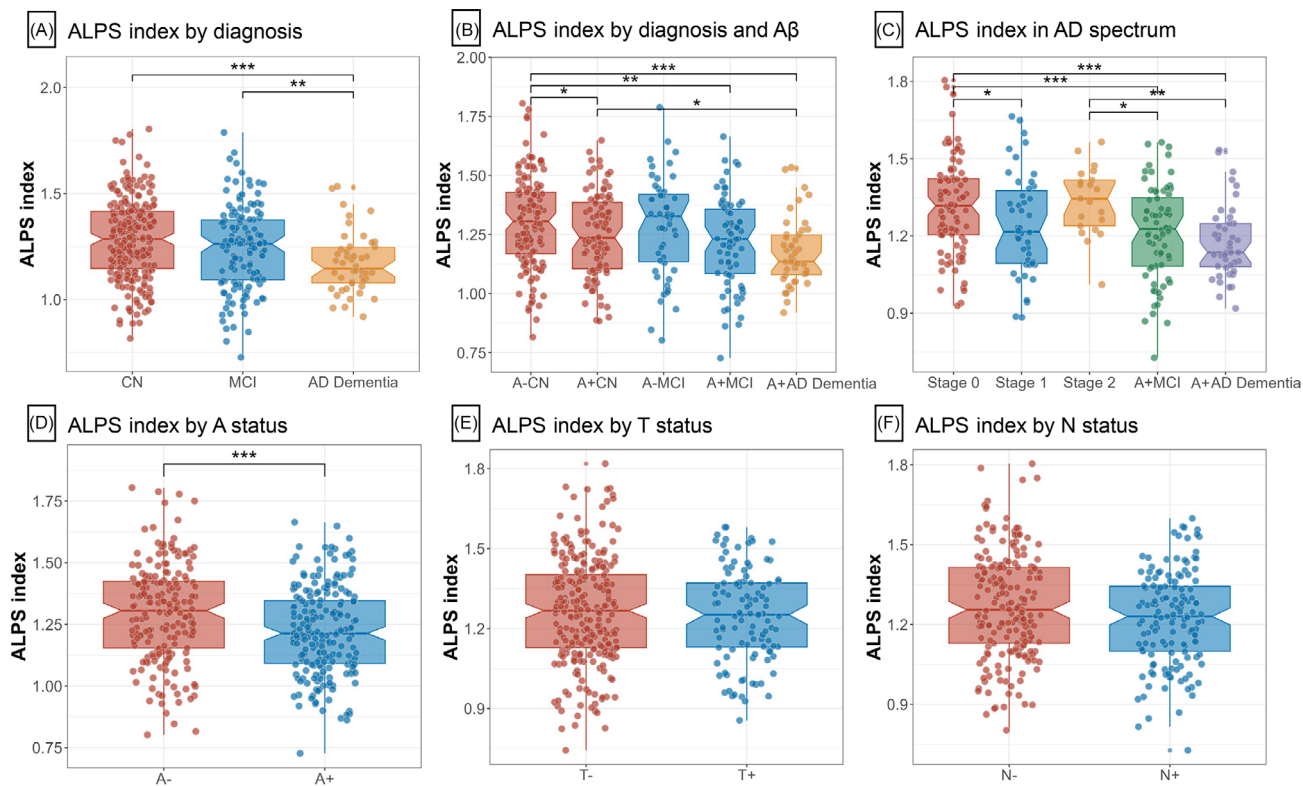 (A) ALPS index by diagnosis
ALPS index
2.0
1.5
1.0
***
**
CN MCI AD Dementia
(B) ALPS index by diagnosis and Aβ
ALPS index
2.00
1.75
1.50
1.25
1.00
0.75
***
**
*
*
A-CN A+CN A-MCI A+MCI A+AD Dementia
(C) ALPS index in AD spectrum
ALPS index
1.8
1.5
1.2
0.9
***
***
*
**
*
Stage 0 Stage 1 Stage 2 A+MCI A+AD Dementia
(D) ALPS index by A status
ALPS index
1.75
1.50
1.25
1.00
0.75
***
A- A+
(E) ALPS index by T status
ALPS index
1.8
1.5
1.2
0.9
T- T+
(F) ALPS index by N status
ALPS index
1.8
1.5
1.2
0.9
N- N+